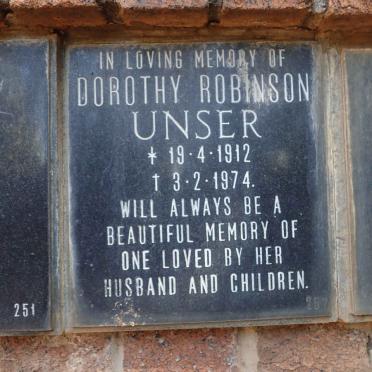 IN LOVING MEMORY OF
DOROTHY ROBINSON
UNSER
* 19·4·1912
† 3·2·1974.
WILL ALWAYS BE A
BEAUTIFUL MEMORY OF
ONE LOVED BY HER
HUSBAND AND CHILDREN.
251